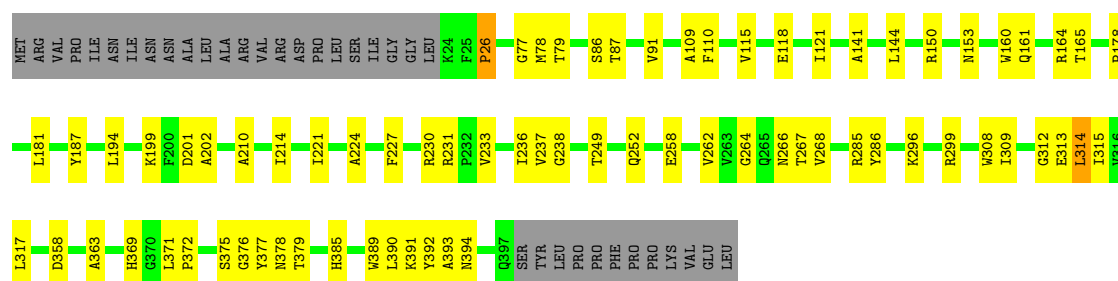 MET ARG VAL PRO ILE ASN ILE ASN ASN ALA LEU ALA ARG VAL ARG ASP PRO LEU SER ILE GLY GLY LEU K24 F25 P26 G77 M78 T79 S86 T87 V91 A109 F110 V115 E118 I121 A141 L144 R150 N153 W160 Q161 R164 T165
L181 Y187 L194 K199 F200 D201 A202 A210 I214 I221 A224 F227 R230 R231 P232 V233 I236 V237 G238 T249 Q252 E258 V262 V263 G264 Q265 N266 T267 V268 R285 Y286 K296 R299 W308 I309 G312 E313 L314 I315
L317 D358 A363 H369 G370 L371 P372 S375 G376 Y377 N378 T379 H385 W389 L390 K391 Y392 A393 N394 Q397 SER TYR LEU PRO PRO PHE PRO PRO LYS VAL GLU LEU